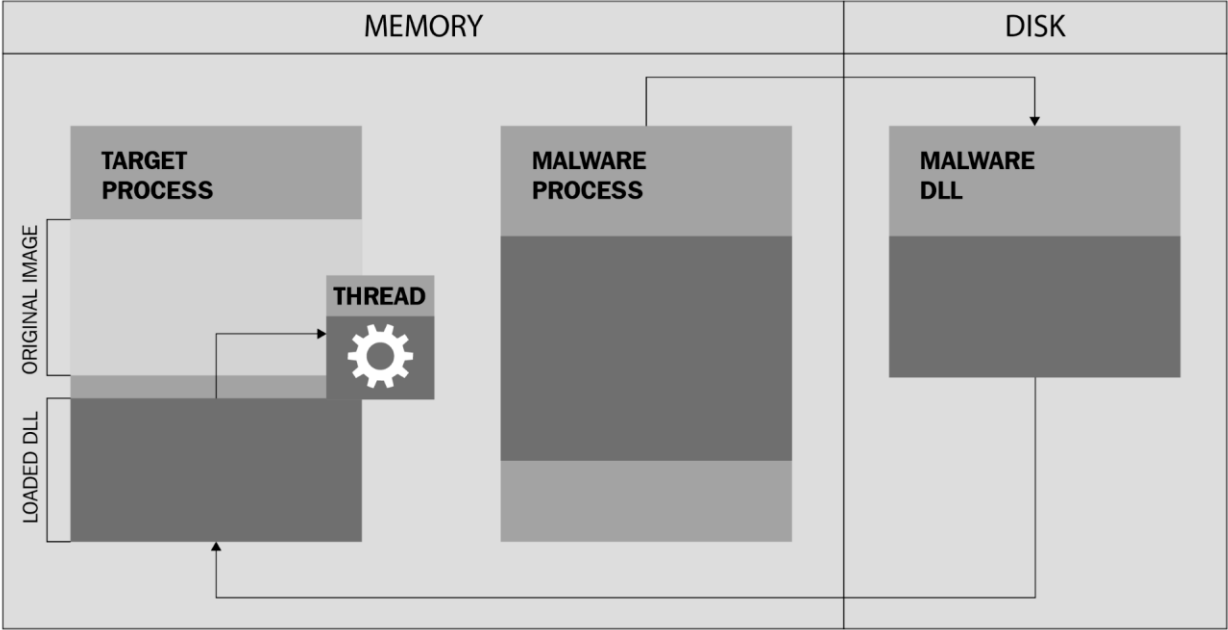 MEMORY
DISK
TARGET
PROCESS
MALWARE
PROCESS
MALWARE
DLL
ORIGINAL IMAGE
THREAD
LOADED DLL